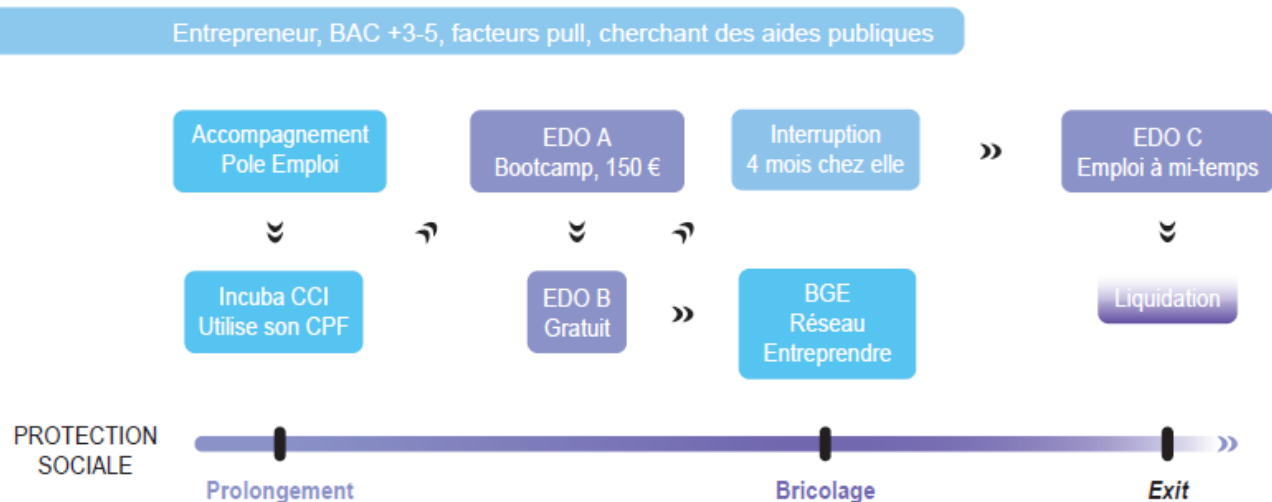 Entrepreneur, BAC +3-5, facteurs pull, cherchant des aides publiques
Accompagnement
Pole Emploi
EDO A
Bootcamp, 150 €
Interruption
4 mois chez elle
EDO C
Emploi à mi-temps
Incuba CCI
Utilise son CPF
EDO B
Gratuit
BGE
Réseau
Entreprendre
Liquidation
PROTECTION
SOCIALE
Prolongement
Bricolage
Exit